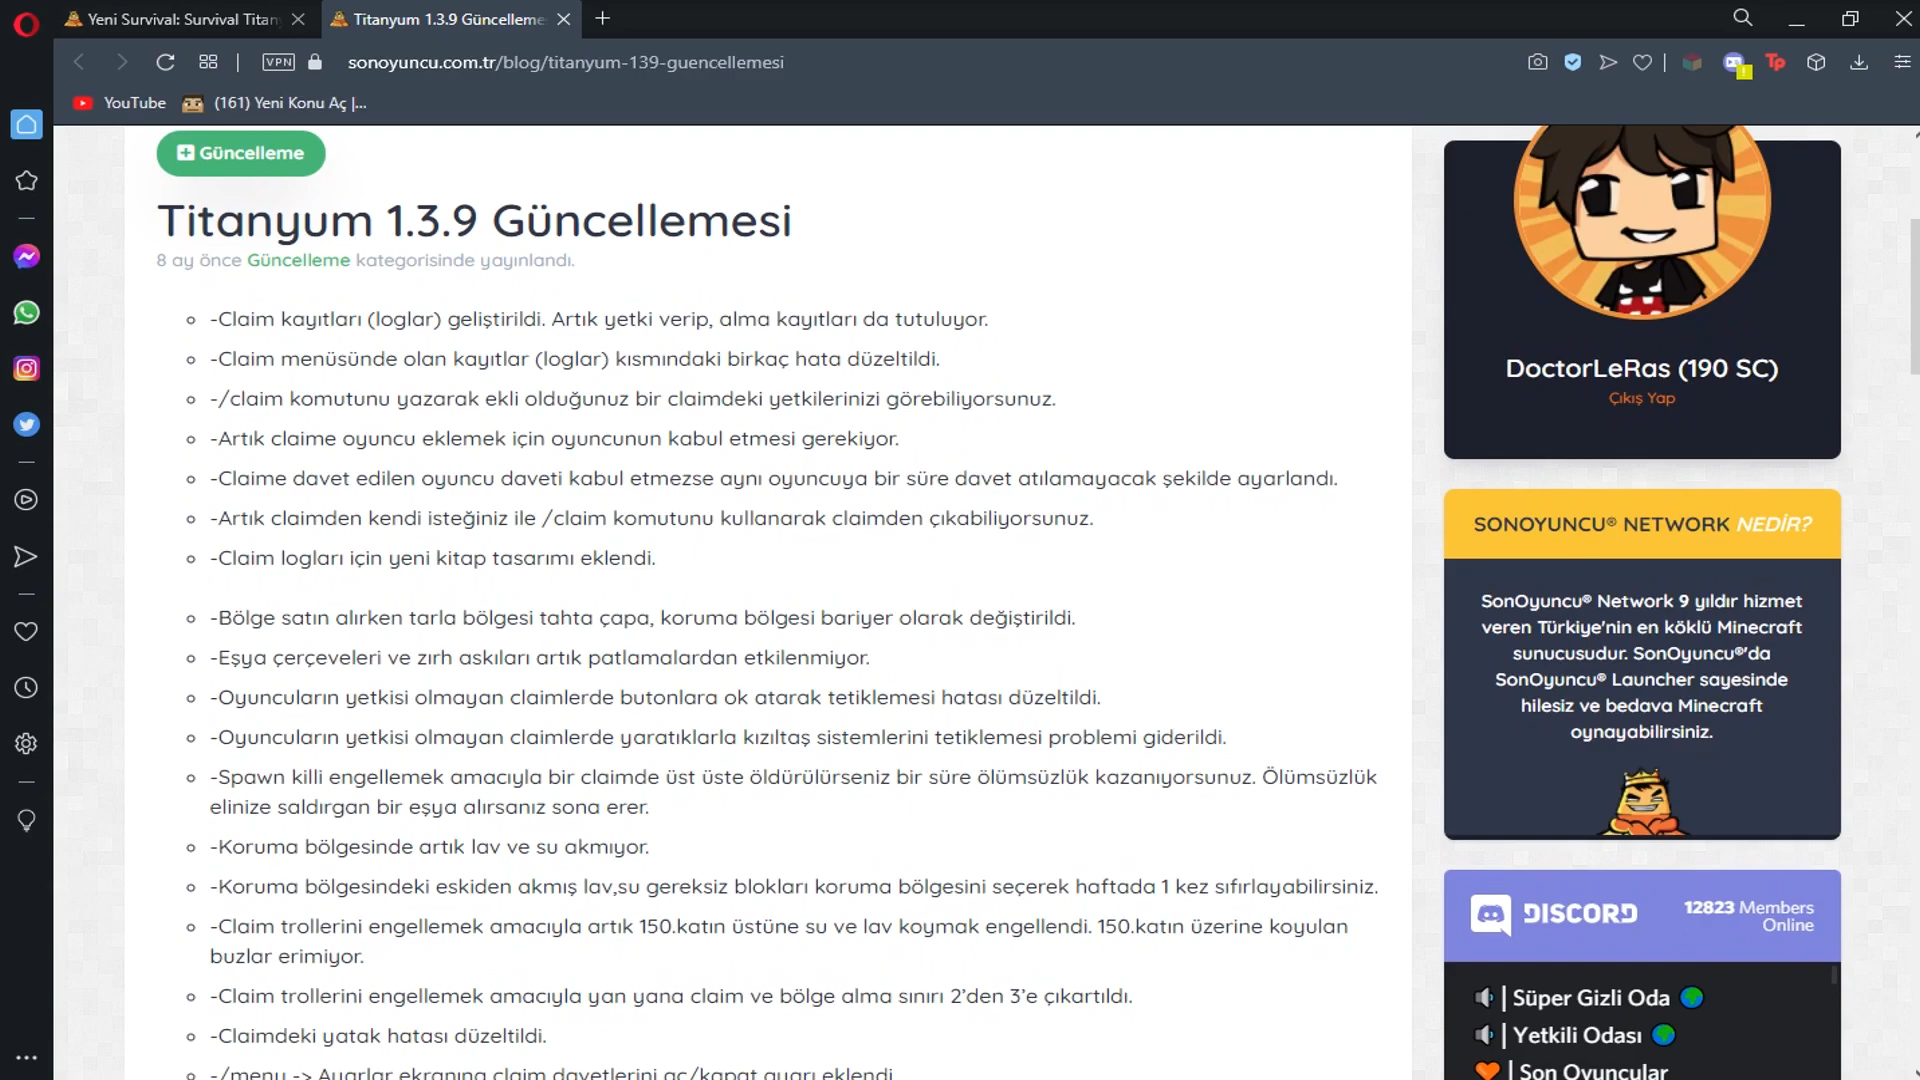 Yeni Survival: Survival Titan
Titanyum 1.3.9 Güncelleme
VPN
sonoyuncu.com.tr/blog/titanyum-139-guencellemesi
YouTube
(161) Yeni Konu Aç |...
Güncelleme
Titanyum 1.3.9 Güncellemesi
8 ay önce Güncelleme kategorisinde yayınlandı.
-Claim kayıtları (loglar) geliştirildi. Artık yetki verip, alma kayıtları da tutuluyor.
-Claim menüsünde olan kayıtlar (loglar) kısmındaki birkaç hata düzeltildi.
-/claim komutunu yazarak ekli olduğunuz bir claimdeki yetkilerinizi görebiliyorsunuz.
-Artık claime oyuncu eklemek için oyuncunun kabul etmesi gerekiyor.
-Claime davet edilen oyuncu daveti kabul etmezse aynı oyuncuya bir süre davet atılamayacak şekilde ayarlandı.
-Artık claimden kendi isteğiniz ile /claim komutunu kullanarak claimden çıkabiliyorsunuz.
-Claim logları için yeni kitap tasarımı eklendi.
-Bölge satın alırken tarla bölgesi tahta çapa, koruma bölgesi bariyer olarak değiştirildi.
-Eşya çerçeveleri ve zırh askıları artık patlamalardan etkilenmiyor.
-Oyuncuların yetkisi olmayan claimlerde butonlara ok atarak tetiklemesi hatası düzeltildi.
-Oyuncuların yetkisi olmayan claimlerde yaratıklarla kızıltaş sistemlerini tetiklemesi problemi giderildi.
-Spawn killi engellemek amacıyla bir claimde üst üste öldürülürseniz bir süre ölümsüzlük kazanıyorsunuz. Ölümsüzlük
elinize saldırgan bir eşya alırsanız sona erer.
-Koruma bölgesinde artık lav ve su akmıyor.
-Koruma bölgesindeki eskiden akmış lav,su gereksiz blokları koruma bölgesini seçerek haftada 1 kez sıfırlayabilirsiniz.
-Claim trollerini engellemek amacıyla artık 150.katın üstüne su ve lav koymak engellendi. 150.katın üzerine koyulan
buzlar erimiyor.
-Claim trollerini engellemek amacıyla yan yana claim ve bölge alma sınırı 2'den 3'e çıkartıldı.
-Claimdeki yatak hatası düzeltildi.
-/menu -> Ayarlar ekranına claim davetlerini aç/kapat ayarı eklendi
DoctorLeRas (190 SC)
Çıkış Yap
SONOYUNCU® NETWORK NEDİR?
SonOyuncu® Network 9 yıldır hizmet
veren Türkiye'nin en köklü Minecraft
sunucusudur. SonOyuncu®'da
SonOyuncu® Launcher sayesinde
hilesiz ve bedava Minecraft
oynayabilirsiniz.
DISCORD
12823 Members
Online
| Süper Gizli Oda
| Yetkili Odası
| Son Oyuncular